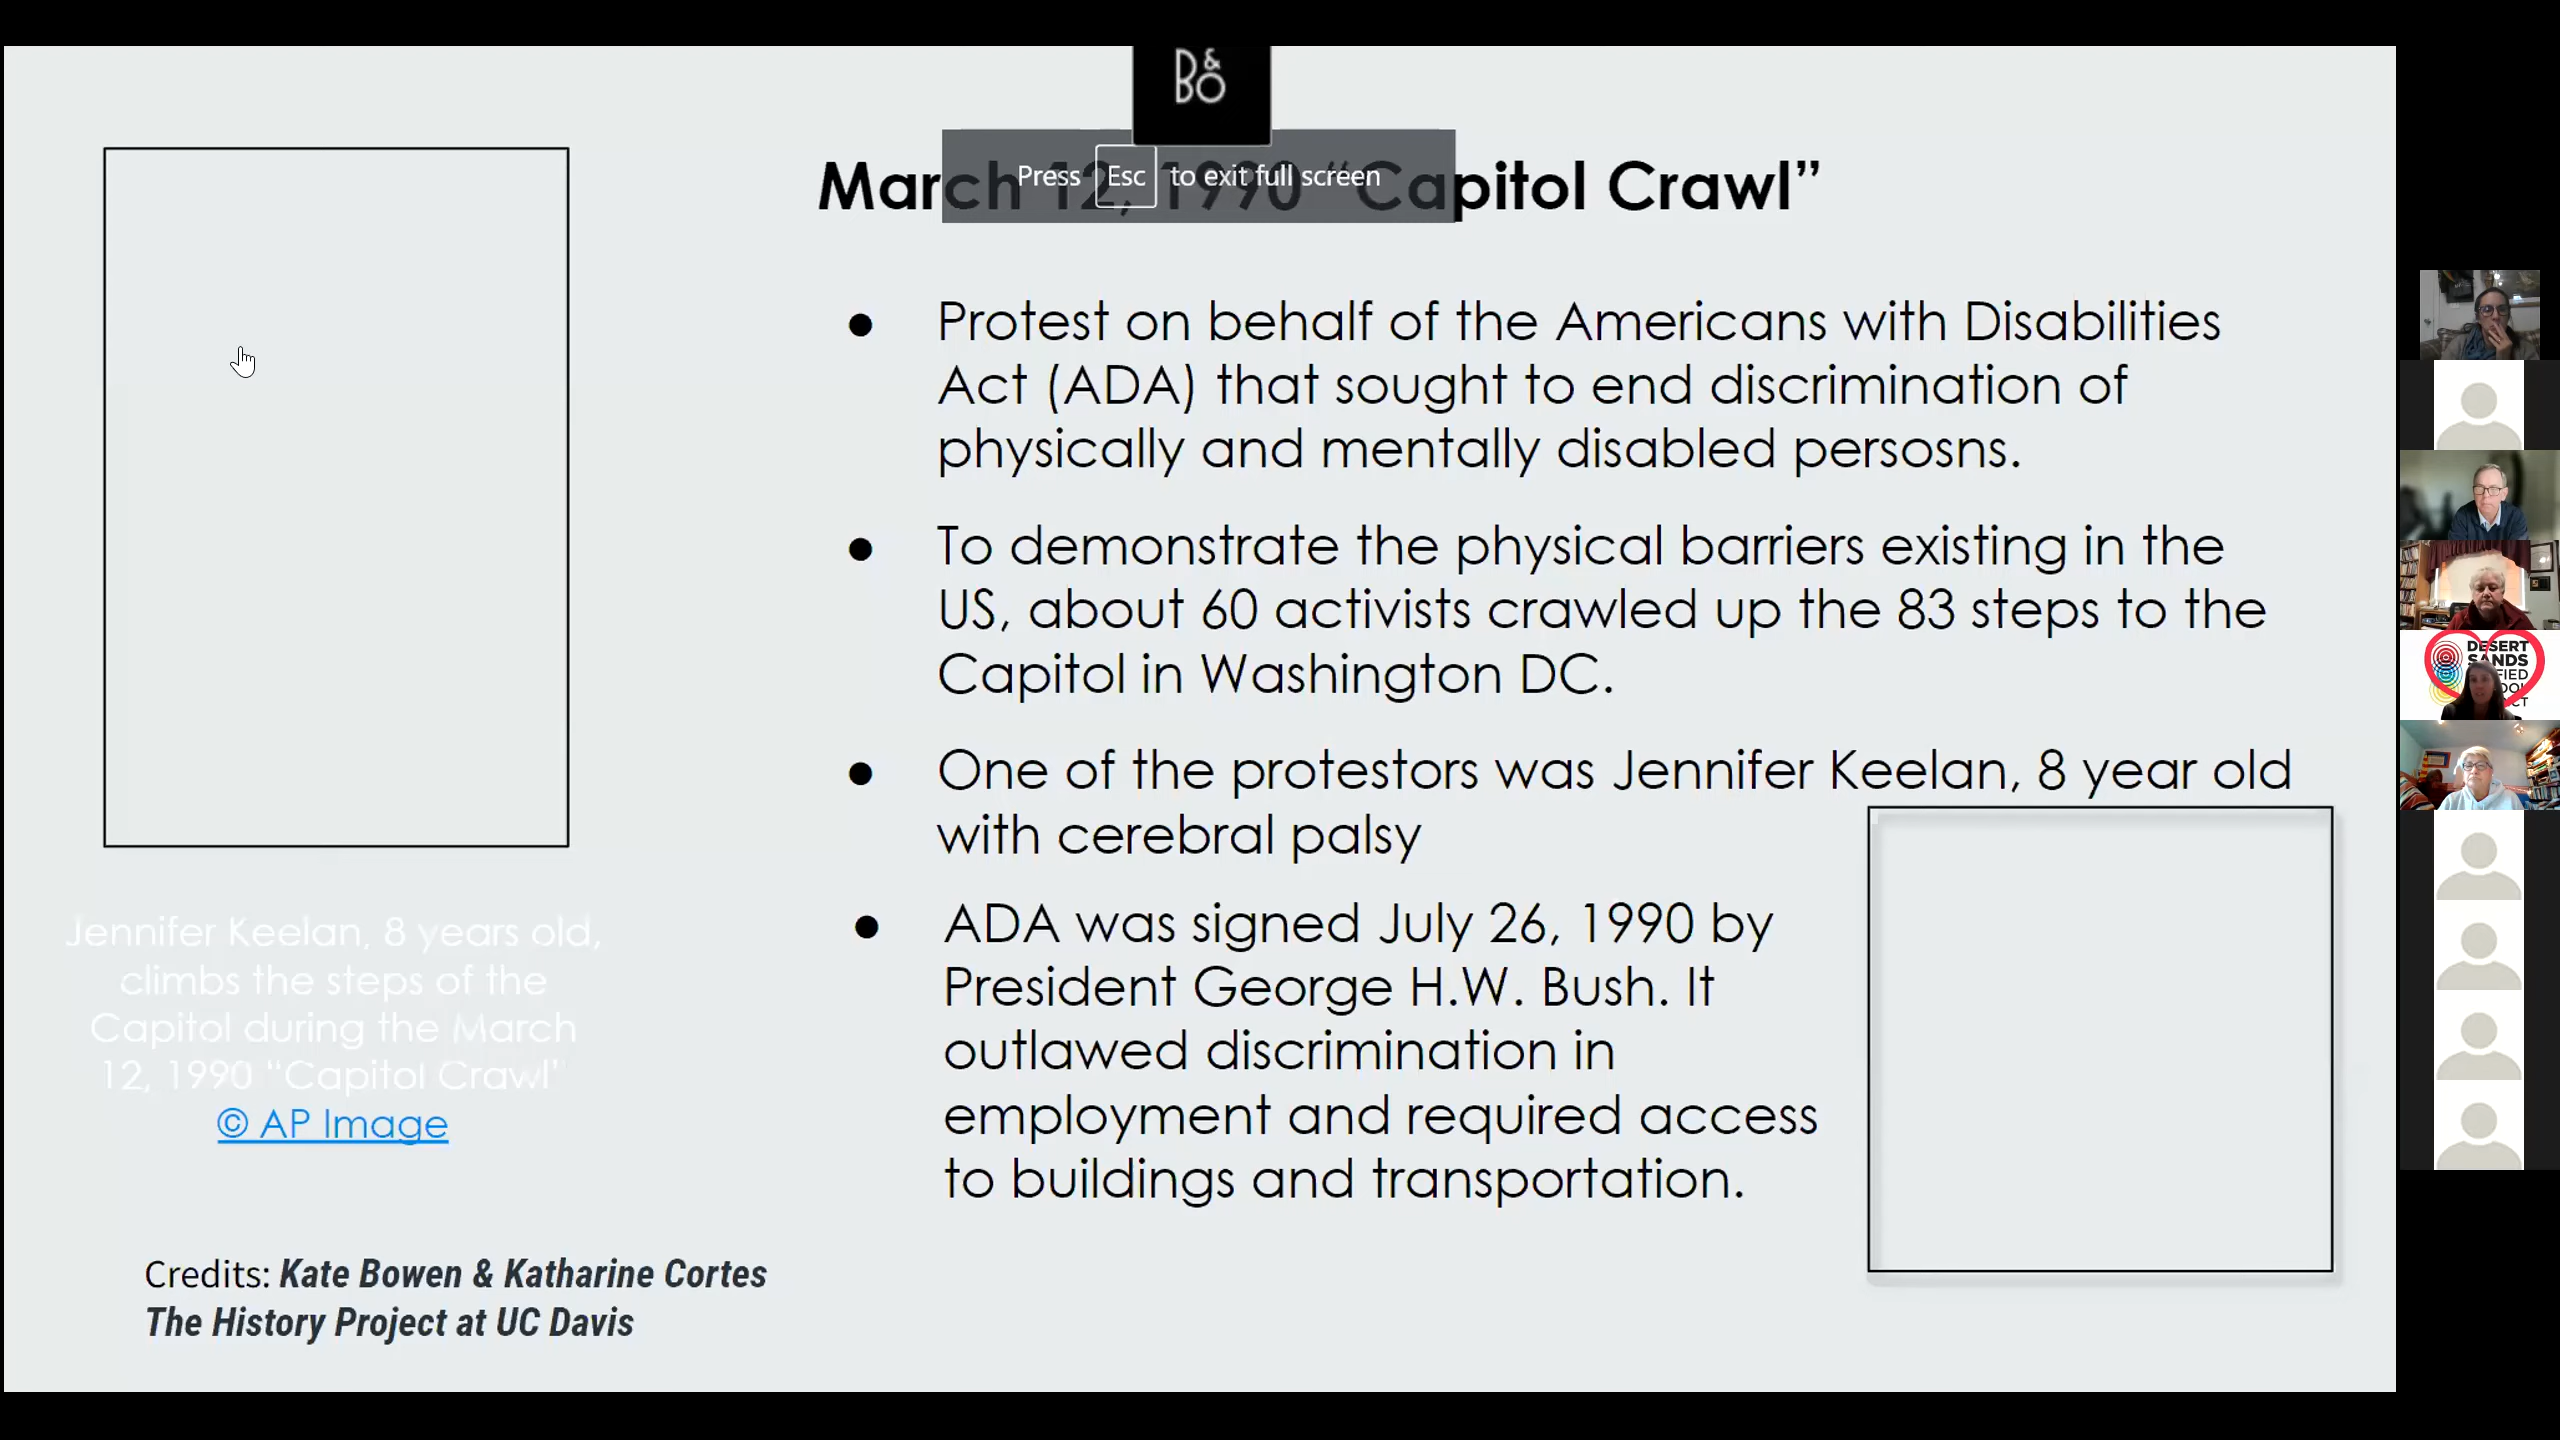 B&O
Press Esc to exit full screen
March 12, 1990 “Capitol Crawl”
● Protest on behalf of the Americans with Disabilities
Act (ADA) that sought to end discrimination of
physically and mentally disabled persosns.
● To demonstrate the physical barriers existing in the
US, about 60 activists crawled up the 83 steps to the
Capitol in Washington DC.
● One of the protestors was Jennifer Keelan, 8 year old
with cerebral palsy
● ADA was signed July 26, 1990 by
President George H.W. Bush. It
outlawed discrimination in
employment and required access
to buildings and transportation.
Jennifer Keelan, 8 years old,
climbs the steps of the
Capitol during the March
12, 1990 “Capitol Crawl”
© AP Image
Credits: Kate Bowen & Katharine Cortes
The History Project at UC Davis
DESERT
SANDS